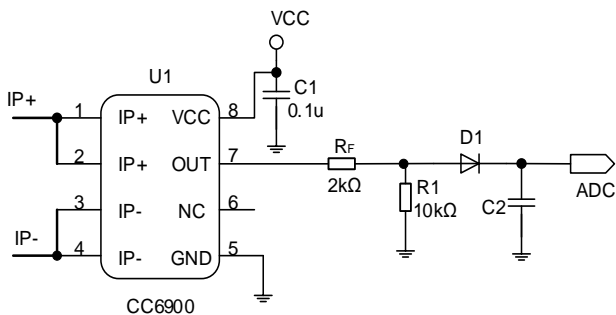 VCC
U1
C1
0.1u
IP+
1 IP+ VCC 8
2 IP+ OUT 7
RF
2kΩ
D1
ADC
R1
10kΩ
C2
3 IP- NC 6
IP-
4 IP- GND 5
CC6900